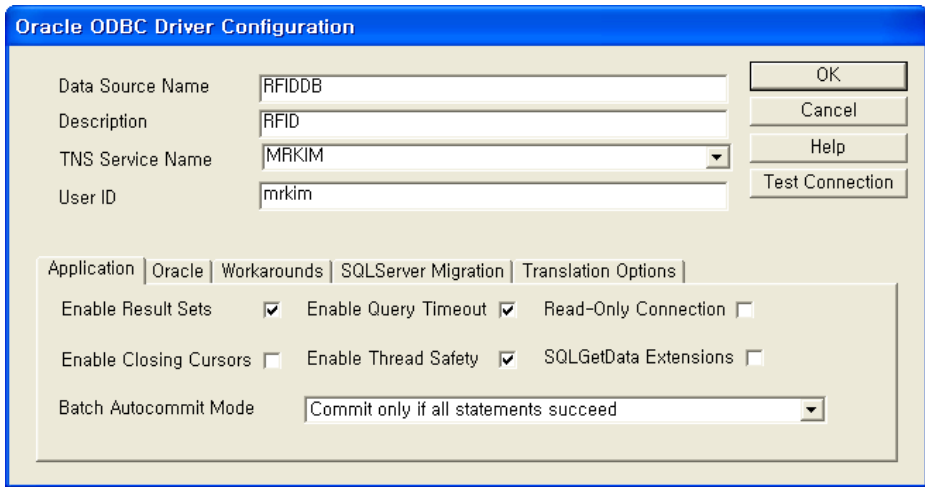 Oracle ODBC Driver Configuration
Data Source Name RFIDDB OK
Description RFID Cancel
TNS Service Name MRKIM Help
User ID mrkim Test Connection
Application Oracle Workarounds SQLServer Migration Translation Options
Enable Result Sets Enable Query Timeout Read-Only Connection
Enable Closing Cursors Enable Thread Safety SQLGetData Extensions
Batch Autocommit Mode Commit only if all statements succeed